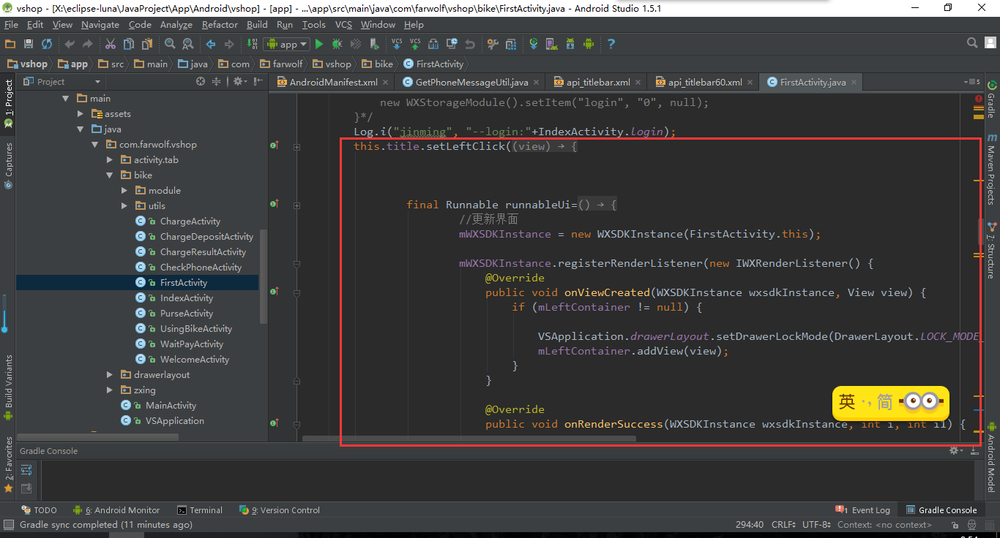 vshop - [X:\eclipse-luna\JavaProject\App\Android\vshop] - [app] - ...\app\src\main\java\com\farwolf\vshop\bike\FirstActivity.java - Android Studio 1.5.1
File Edit View Navigate Code Analyze Refactor Build Run Tools VCS Window Help
app
vshop app src main java com farwolf vshop bike FirstActivity
Project
AndroidManifest.xml GetPhoneMessageUtil.java api_titlebar.xml api_titlebar60.xml FirstActivity.java
1: Project
Captures
Build Variants
2: Favorites
main
assets
java
com.farwolf.vshop
activity.tab
bike
module
utils
ChargeActivity
ChargeDepositActivity
ChargeResultActivity
CheckPhoneActivity
FirstActivity
IndexActivity
PurseActivity
UsingBikeActivity
WaitPayActivity
WelcomeActivity
drawerlayout
zxing
MainActivity
VSApplication
new WXStorageModule().setItem("login", "0", null);
}*/
Log.i("jinming", "--login:"+IndexActivity.login);
this.title.setLeftClick((view) → {
final Runnable runnableUi=() → {
//更新界面
mWXSDKInstance = new WXSDKInstance(FirstActivity.this);
mWXSDKInstance.registerRenderListener(new IWXRenderListener() {
@Override
public void onViewCreated(WXSDKInstance wxsdkInstance, View view) {
if (mLeftContainer != null) {
VSApplication.drawerLayout.setDrawerLockMode(DrawerLayout.LOCK_MODE_
mLeftContainer.addView(view);
}
}
@Override
public void onRenderSuccess(WXSDKInstance wxsdkInstance, int i, int i1) {
英 简
Gradle
Maven Projects
7: Structure
Android Model
Gradle Console
TODO 6: Android Monitor Terminal 9: Version Control 1 Event Log Gradle Console
Gradle sync completed (11 minutes ago) 294:40 CRLF UTF-8 Context: <no context>